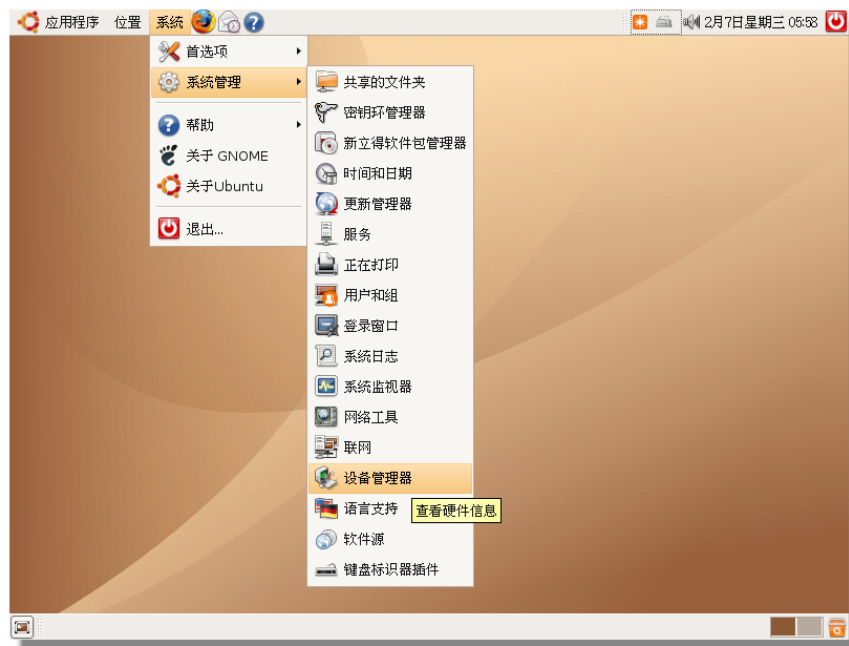 应用程序 位置 系统 2月7日星期三 05:58
首选项
系统管理
帮助
关于 GNOME
关于Ubuntu
退出...
共享的文件夹
密钥环管理器
新立得软件包管理器
时间和日期
更新管理器
服务
正在打印
用户和组
登录窗口
系统日志
系统监视器
网络工具
联网
设备管理器
语言支持
查看硬件信息
软件源
键盘标识器插件